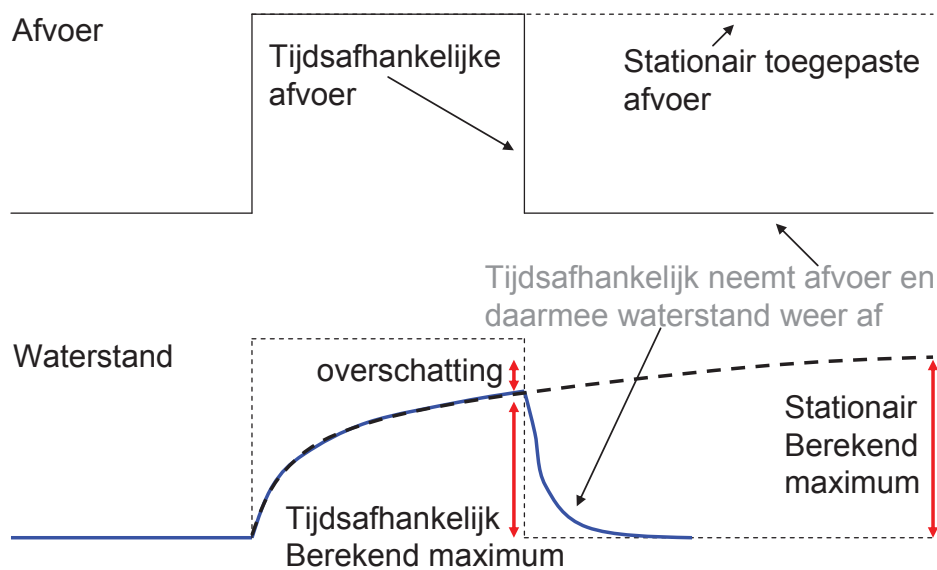 Afvoer
Tijdsafhankelijke
afvoer
Stationair toegepaste
afvoer
Tijdsafhankelijk neemt afvoer en
daarmee waterstand weer af
Waterstand
overschatting
Stationair
Berekend
maximum
Tijdsafhankelijk
Berekend maximum